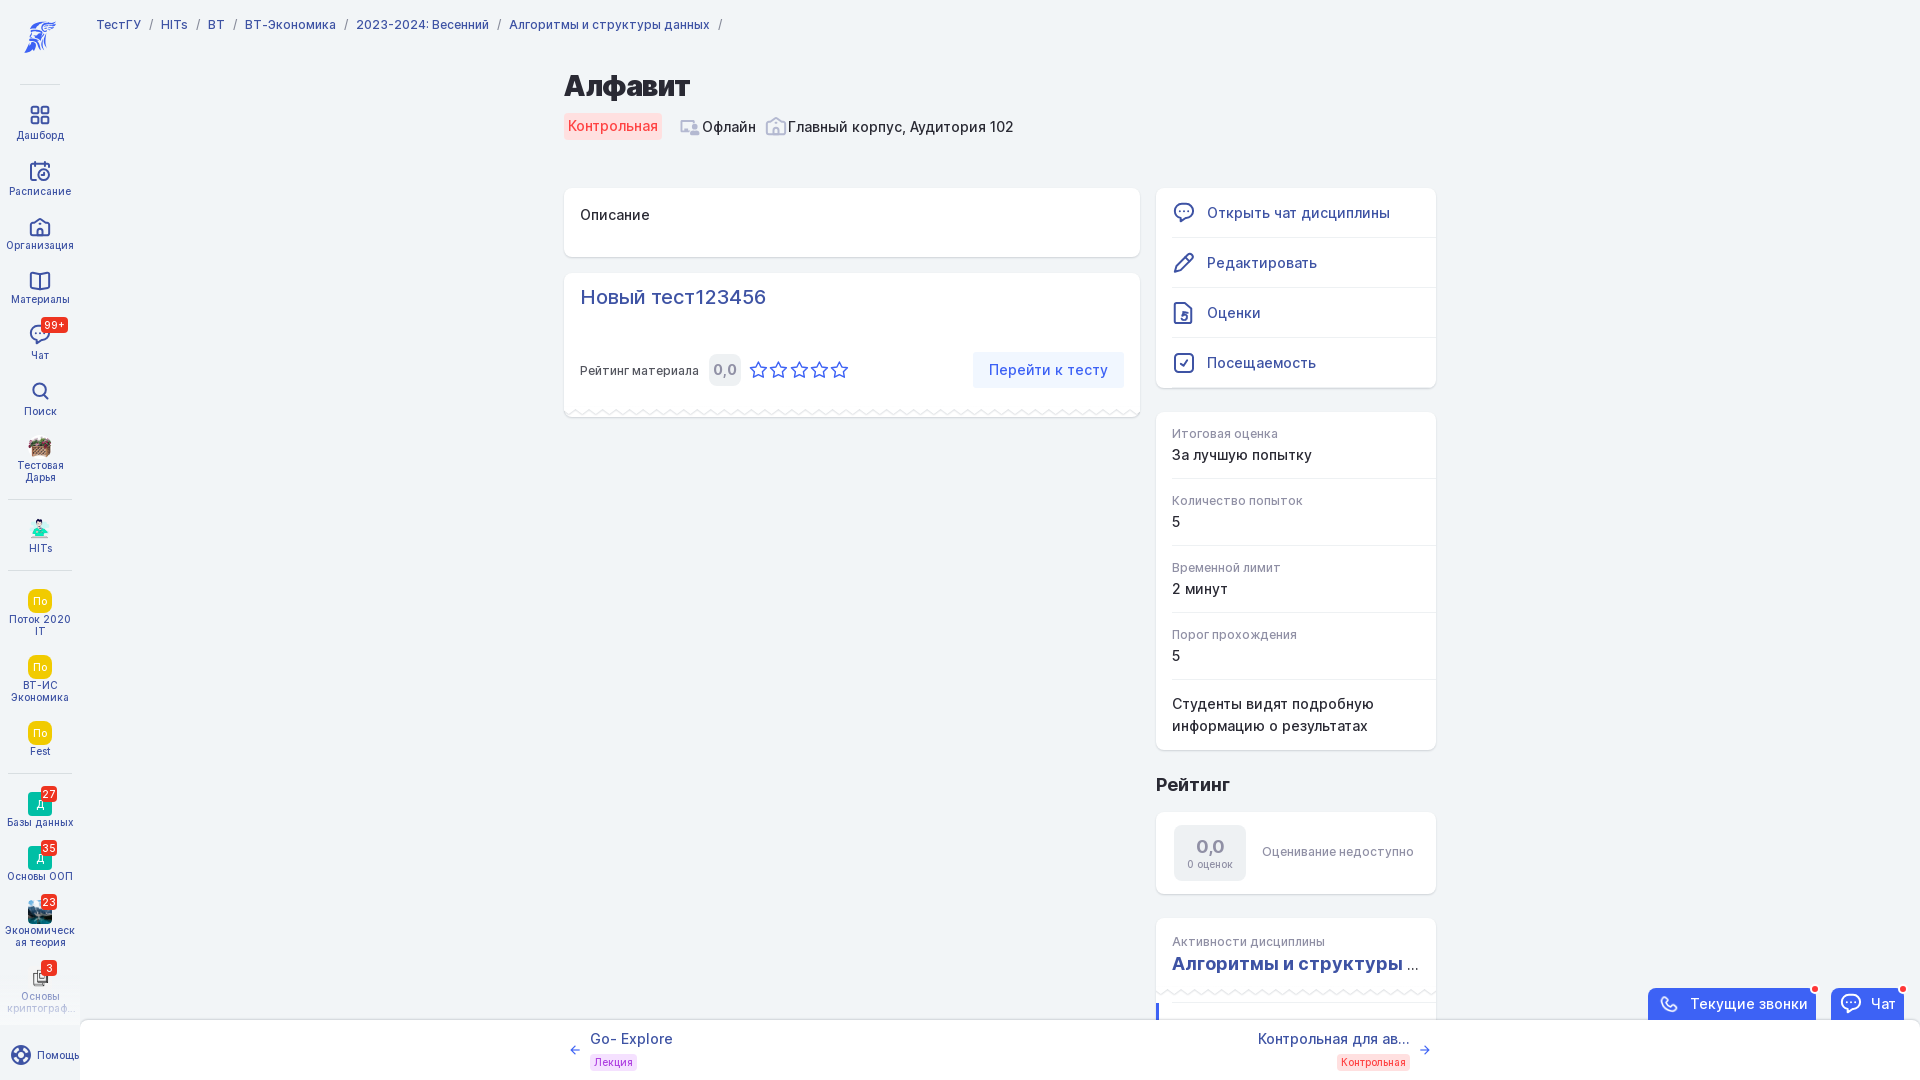 ТестГУ / HITs / ВТ / ВТ-Экономика / 2023-2024: Весенний / Алгоритмы и структуры данных /
Алфавит
Контрольная Офлайн Главный корпус, Аудитория 102
Дашборд
Расписание
Организация
Материалы
99+
Чат
Поиск
Тестовая
Дарья
HITs
По
Поток 2020
IT
По
ВТ-ИС
Экономика
По
Fest
27
Д
Базы данных
35
Д
Основы ООП
23
Экономическ
ая теория
3
Основы
криптограф...
Помощь
Описание
Новый тест123456
Рейтинг материала 0,0
Перейти к тесту
Открыть чат дисциплины
Редактировать
Оценки
Посещаемость
Итоговая оценка
За лучшую попытку
Количество попыток
5
Временной лимит
2 минут
Порог прохождения
5
Студенты видят подробную
информацию о результатах
Рейтинг
0,0
0 оценок
Оценивание недоступно
Активности дисциплины
Алгоритмы и структуры ...
Текущие звонки
Чат
Go- Explore
Лекция
Контрольная для ав...
Контрольная